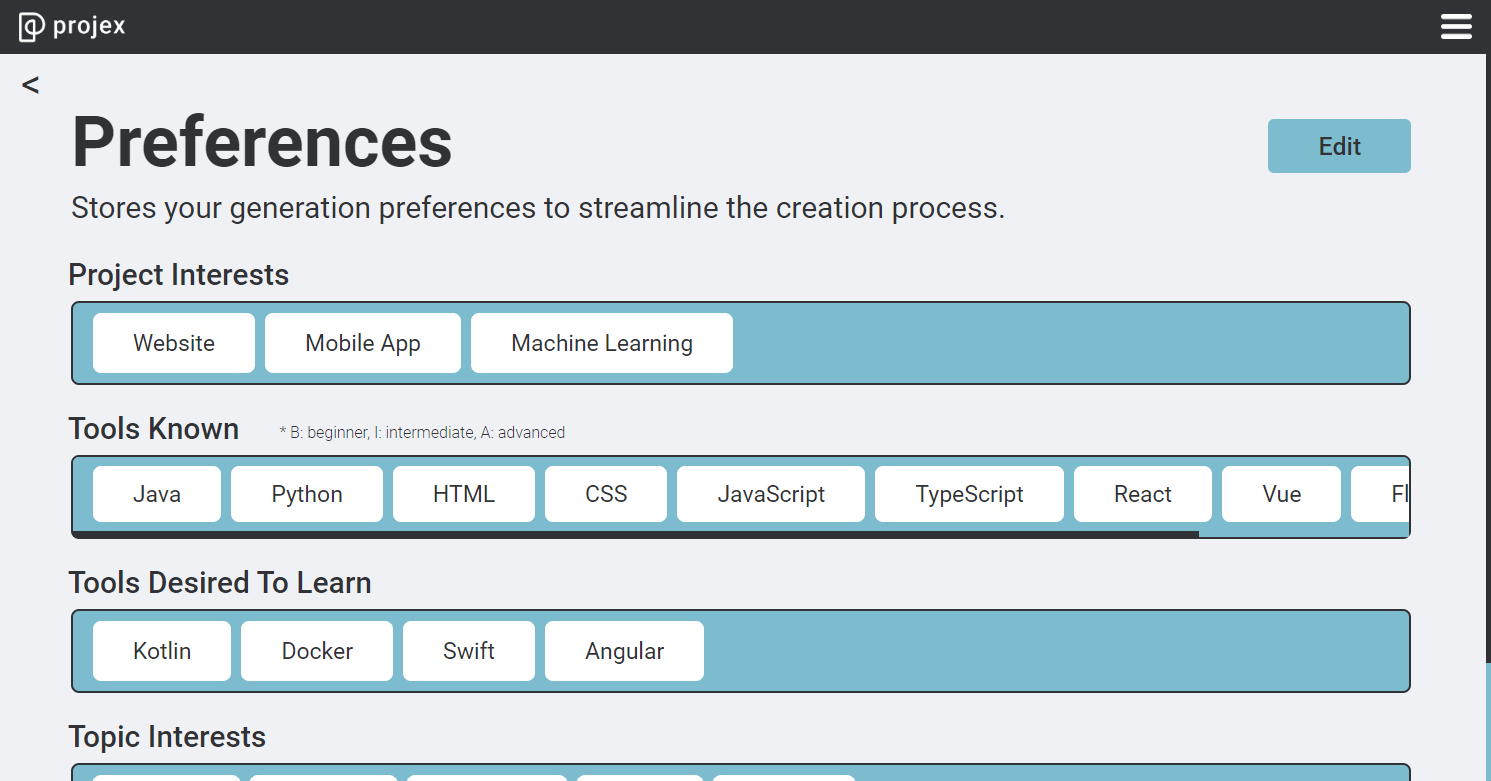 projex
<
Preferences
Edit
Stores your generation preferences to streamline the creation process.
Project Interests
Website Mobile App Machine Learning
Tools Known * B: beginner, I: intermediate, A: advanced
Java Python HTML CSS JavaScript TypeScript React Vue
Tools Desired To Learn
Kotlin Docker Swift Angular
Topic Interests